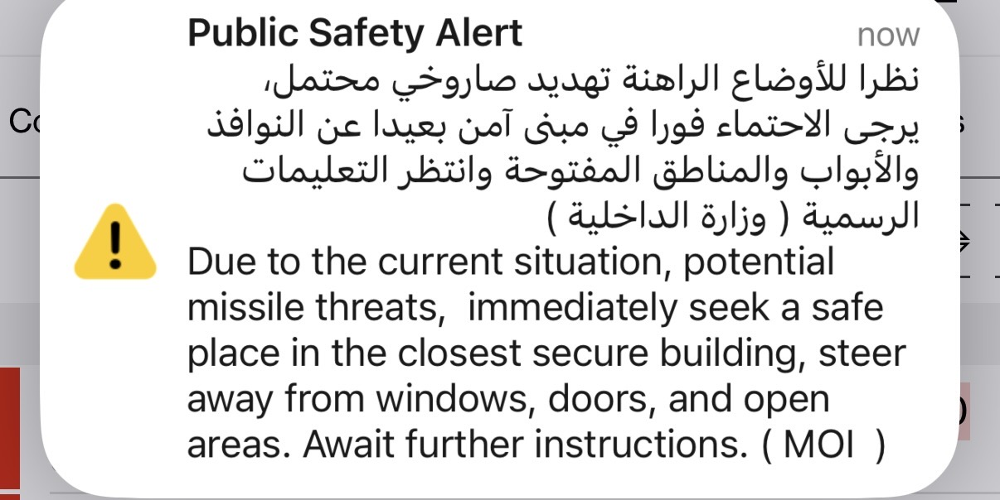 Public Safety Alert
now
نظرا للأوضاع الراهنة تهديد صاروخي محتمل،
يرجى الاحتماء فورا في مبنى آمن بعيدا عن النوافذ
والأبواب والمناطق المفتوحة وانتظر التعليمات
الرسمية ( وزارة الداخلية )
Due to the current situation, potential
missile threats,  immediately seek a safe
place in the closest secure building, steer
away from windows, doors, and open
areas. Await further instructions. ( MOI  )